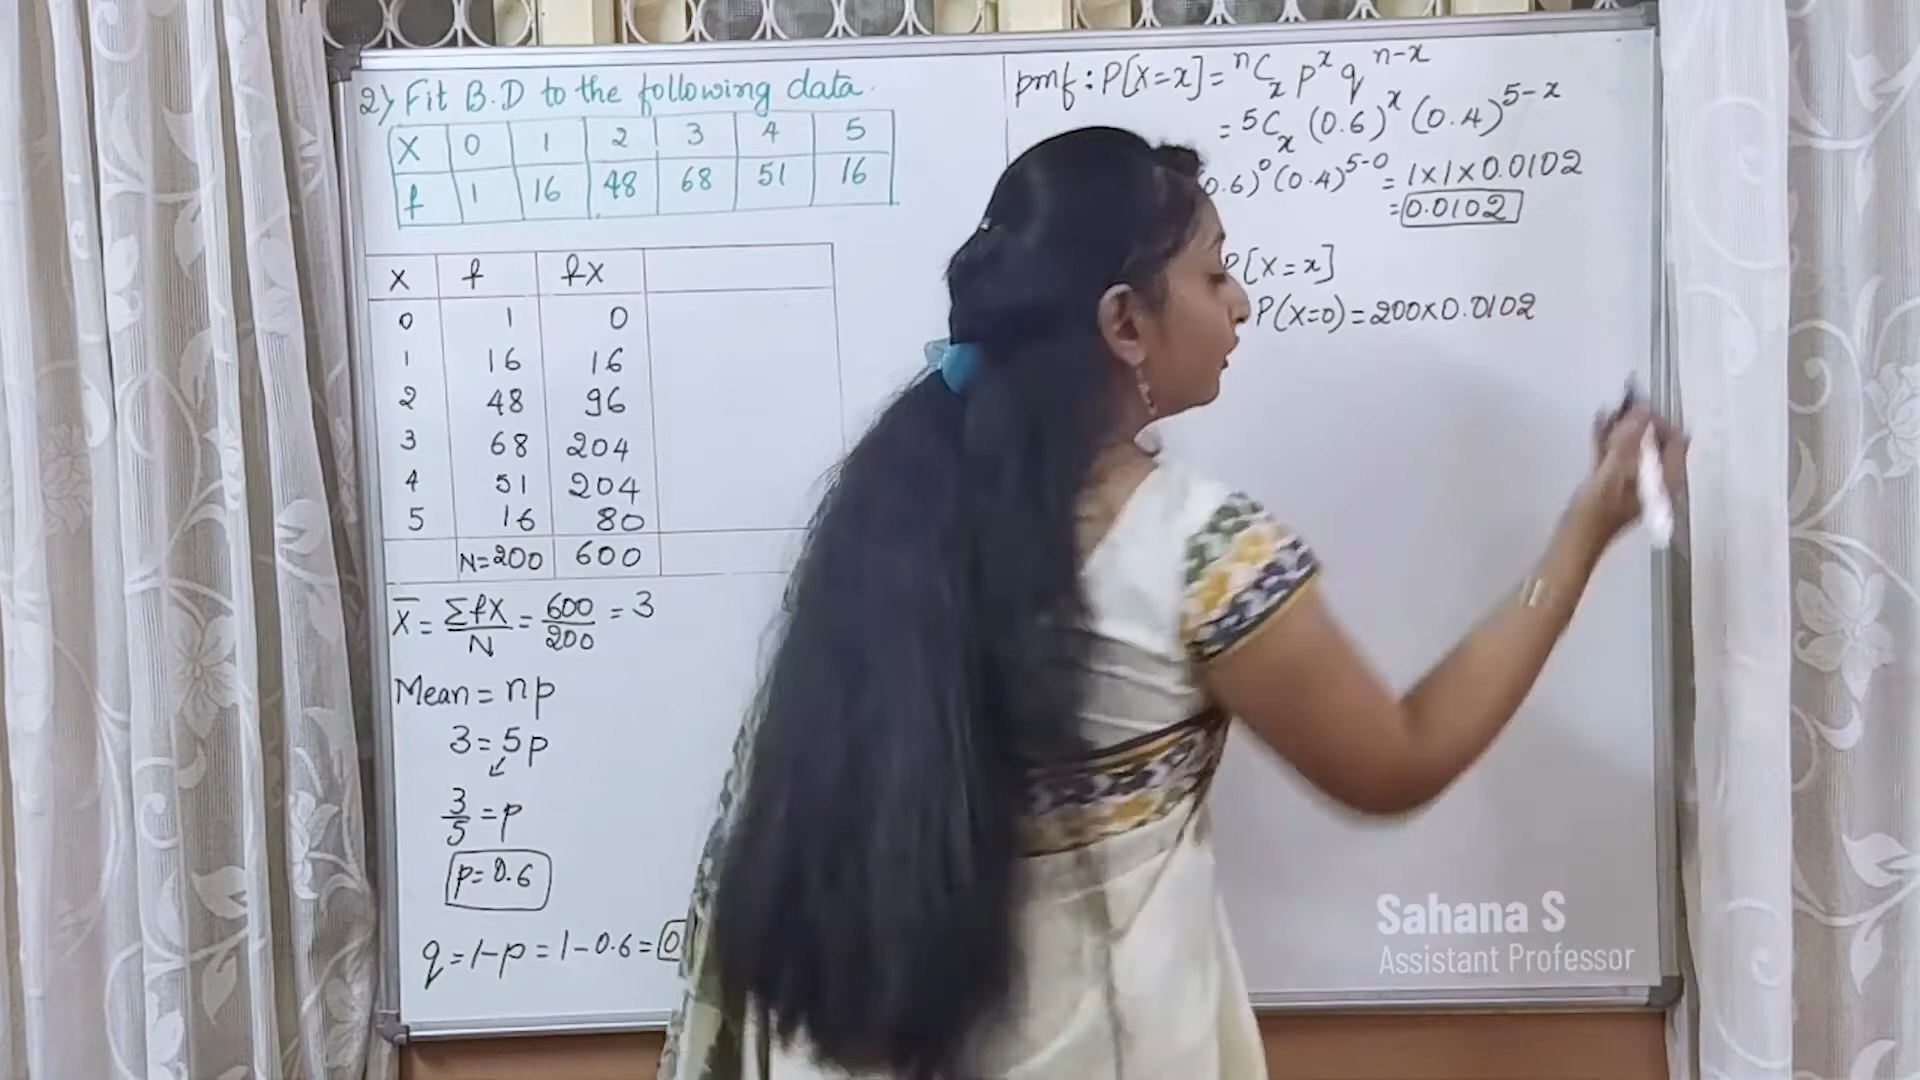 2) Fit B.D to the following data.
X 0 1 2 3 4 5
f 1 16 48 68 51 16
X f fX
0 1 0
1 16 16
2 48 96
3 68 204
4 51 204
5 16 80
N=200 600
X̅ = ΣfX/N = 600/200 = 3
Mean = np
3 = 5p
3/5 = p
p=0.6
q = 1-p = 1-0.6 = 0
pmf : P[X=x] = ⁿCₓ pˣ qⁿ⁻ˣ
= ⁵Cₓ (0.6)ˣ (0.4)⁵⁻ˣ
0.6)⁰ (0.4)⁵⁻⁰ = 1x1x0.0102
= 0.0102
P[X=x]
P(X=0) = 200x0.0102
Sahana S
Assistant Professor